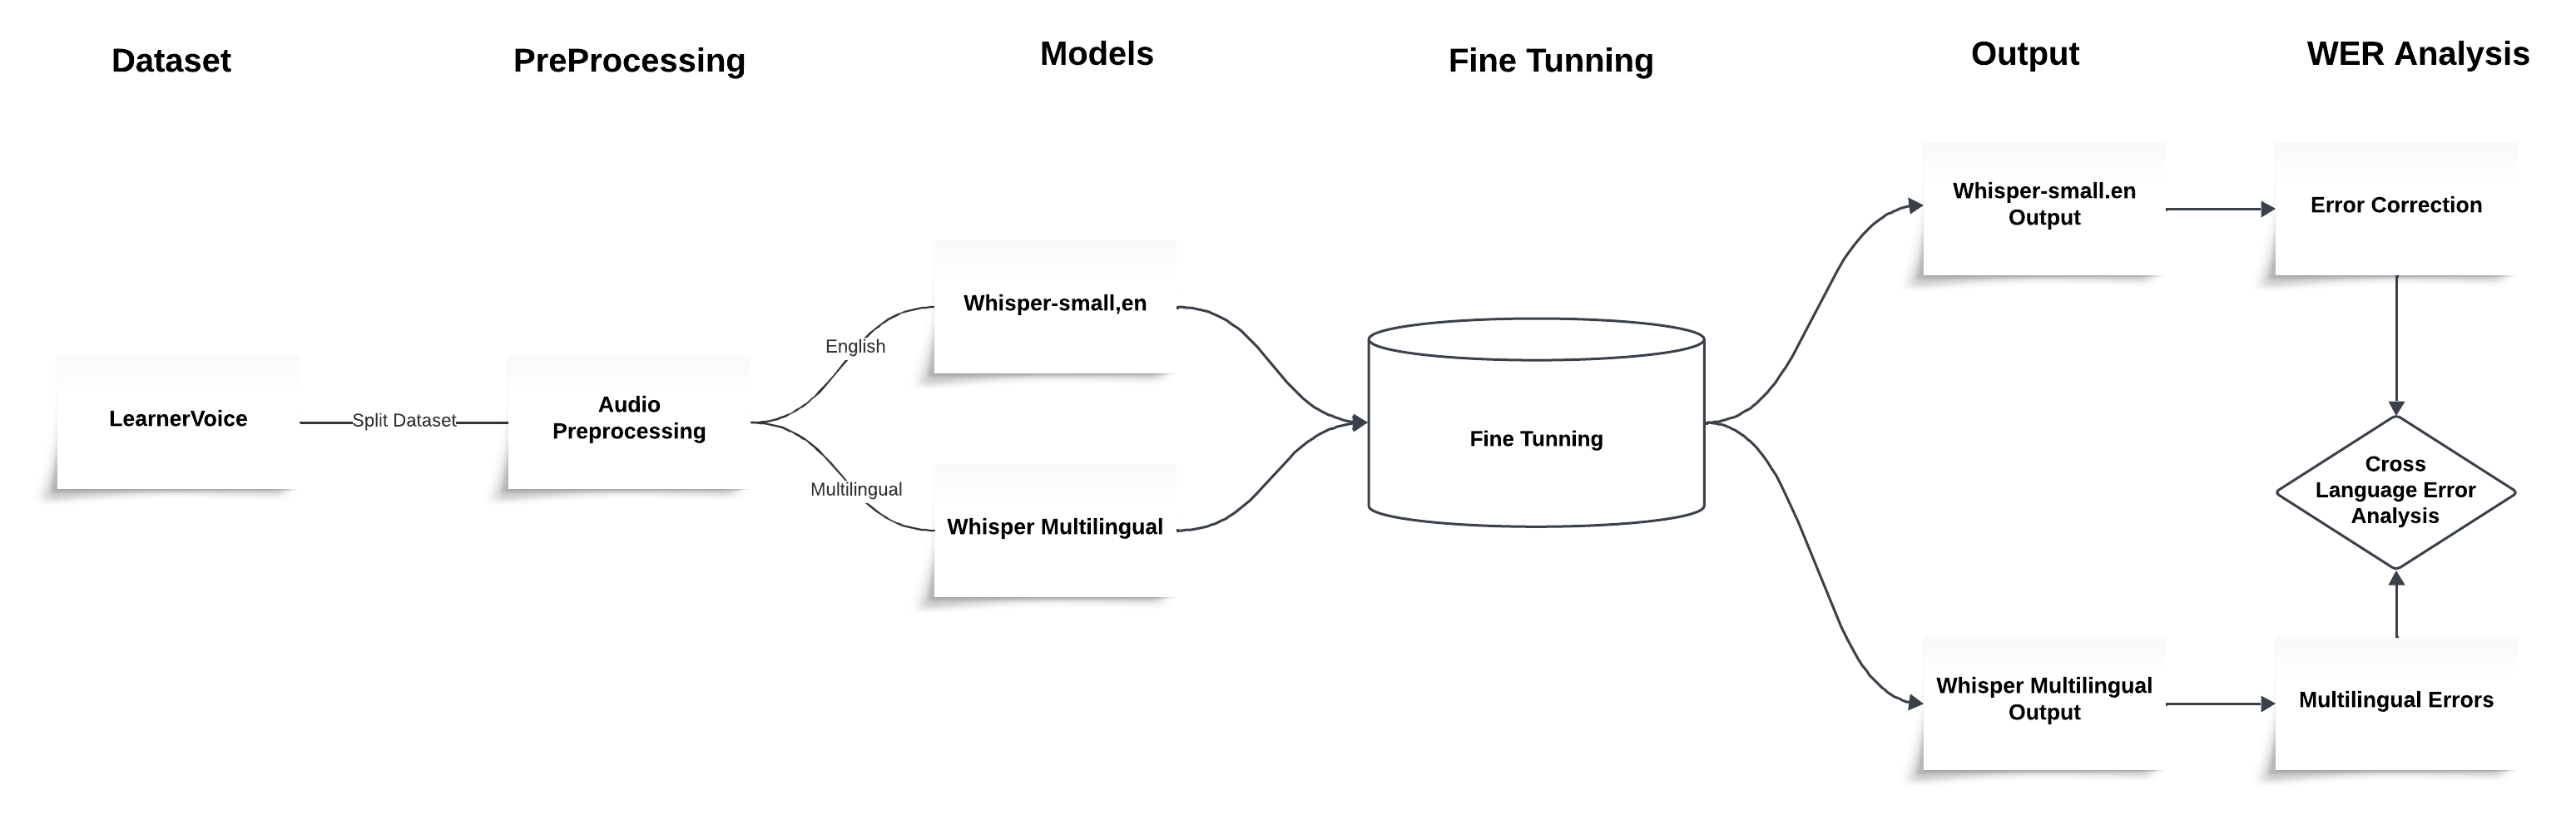 Dataset
PreProcessing
Models
Fine Tunning
Output
WER Analysis
LearnerVoice
Split Dataset
Audio
Preprocessing
English
Multilingual
Whisper-small,en
Whisper Multilingual
Fine Tunning
Whisper-small.en
Output
Error Correction
Cross
Language Error
Analysis
Whisper Multilingual
Output
Multilingual Errors